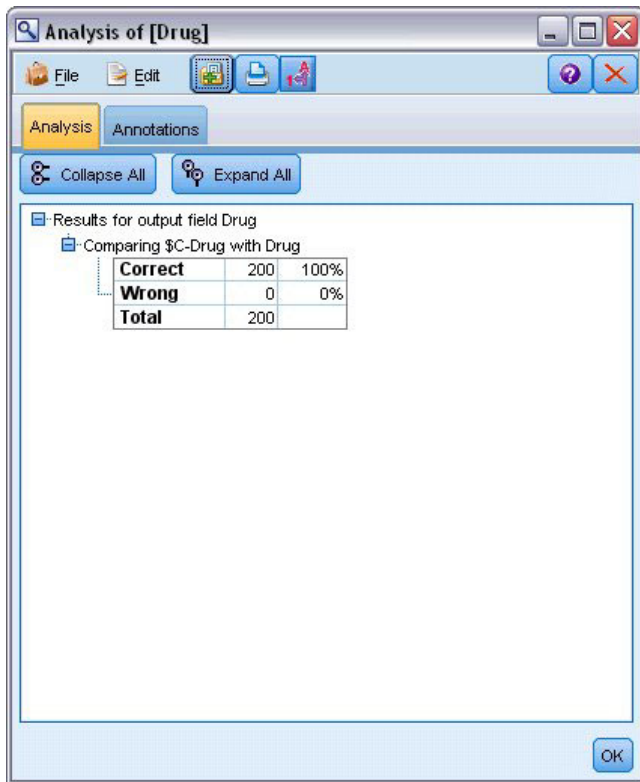 Analysis of [Drug]
File Edit
Analysis Annotations
Collapse All Expand All
Results for output field Drug
Comparing $C-Drug with Drug
Correct 200 100%
Wrong 0 0%
Total 200
OK